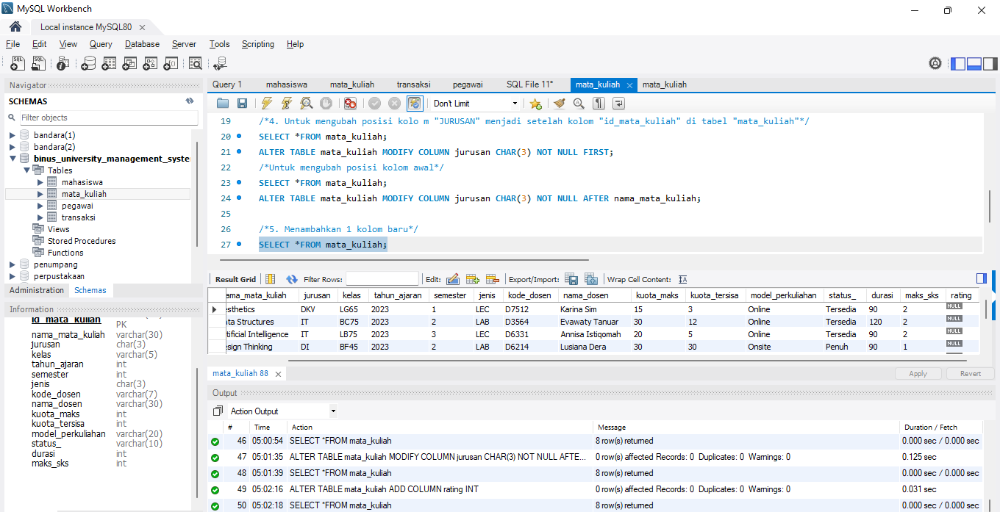 MySQL Workbench
Local instance MySQL80
File Edit View Query Database Server Tools Scripting Help
Navigator
SCHEMAS
Filter objects
bandara(1)
bandara(2)
binus_university_management_syste
Tables
mahasiswa
mata_kuliah
pegawai
transaksi
Views
Stored Procedures
Functions
penumpang
perpustakaan
Administration Schemas
Information
id_mata_kuliah
PK
nama_mata_kuliah varchar(30)
jurusan char(3)
kelas varchar(5)
tahun_ajaran int
semester int
jenis char(3)
kode_dosen varchar(7)
nama_dosen varchar(30)
kuota_maks int
kuota_tersisa int
model_perkuliahan varchar(20)
status_ varchar(10)
durasi int
maks_sks int
Query 1 mahasiswa mata_kuliah transaksi pegawai SQL File 11* mata_kuliah mata_kuliah
Don't Limit
19 /*4. Untuk mengubah posisi kolo m "JURUSAN" menjadi setelah kolom "id_mata_kuliah" di tabel "mata_kuliah"*/
20 SELECT *FROM mata_kuliah;
21 ALTER TABLE mata_kuliah MODIFY COLUMN jurusan CHAR(3) NOT NULL FIRST;
22 /*Untuk mengubah posisi kolom awal*/
23 SELECT *FROM mata_kuliah;
24 ALTER TABLE mata_kuliah MODIFY COLUMN jurusan CHAR(3) NOT NULL AFTER nama_mata_kuliah;
25
26 /*5. Menambahkan 1 kolom baru*/
27 SELECT *FROM mata_kuliah;
Result Grid Filter Rows: Edit: Export/Import: Wrap Cell Content:
ama_mata_kuliah jurusan kelas tahun_ajaran semester jenis kode_dosen nama_dosen kuota_maks kuota_tersisa model_perkuliahan status_ durasi maks_sks rating
sthetics DKV LG65 2023 1 LEC D7512 Karina Sim 15 3 Online Tersedia 90 2 NULL
ta Structures IT BC75 2023 2 LAB D3564 Evawaty Tanuar 30 12 Online Tersedia 120 2 NULL
tificial Intelligence IT LB75 2023 3 LEC D6331 Annisa Istiqomah 20 5 Online Tersedia 90 2 NULL
sign Thinking DI BF45 2023 2 LAB D6214 Lusiana Dera 30 30 Onsite Penuh 90 1 NULL
mata_kuliah 88 Apply Revert
Output
Action Output
# Time Action Message Duration / Fetch
46 05:00:54 SELECT *FROM mata_kuliah 8 row(s) returned 0.000 sec / 0.000 sec
47 05:01:35 ALTER TABLE mata_kuliah MODIFY COLUMN jurusan CHAR(3) NOT NULL AFTE... 0 row(s) affected Records: 0 Duplicates: 0 Warnings: 0 0.125 sec
48 05:01:39 SELECT *FROM mata_kuliah 8 row(s) returned 0.000 sec / 0.000 sec
49 05:02:16 ALTER TABLE mata_kuliah ADD COLUMN rating INT 0 row(s) affected Records: 0 Duplicates: 0 Warnings: 0 0.031 sec
50 05:02:18 SELECT *FROM mata_kuliah 8 row(s) returned 0.000 sec / 0.000 sec